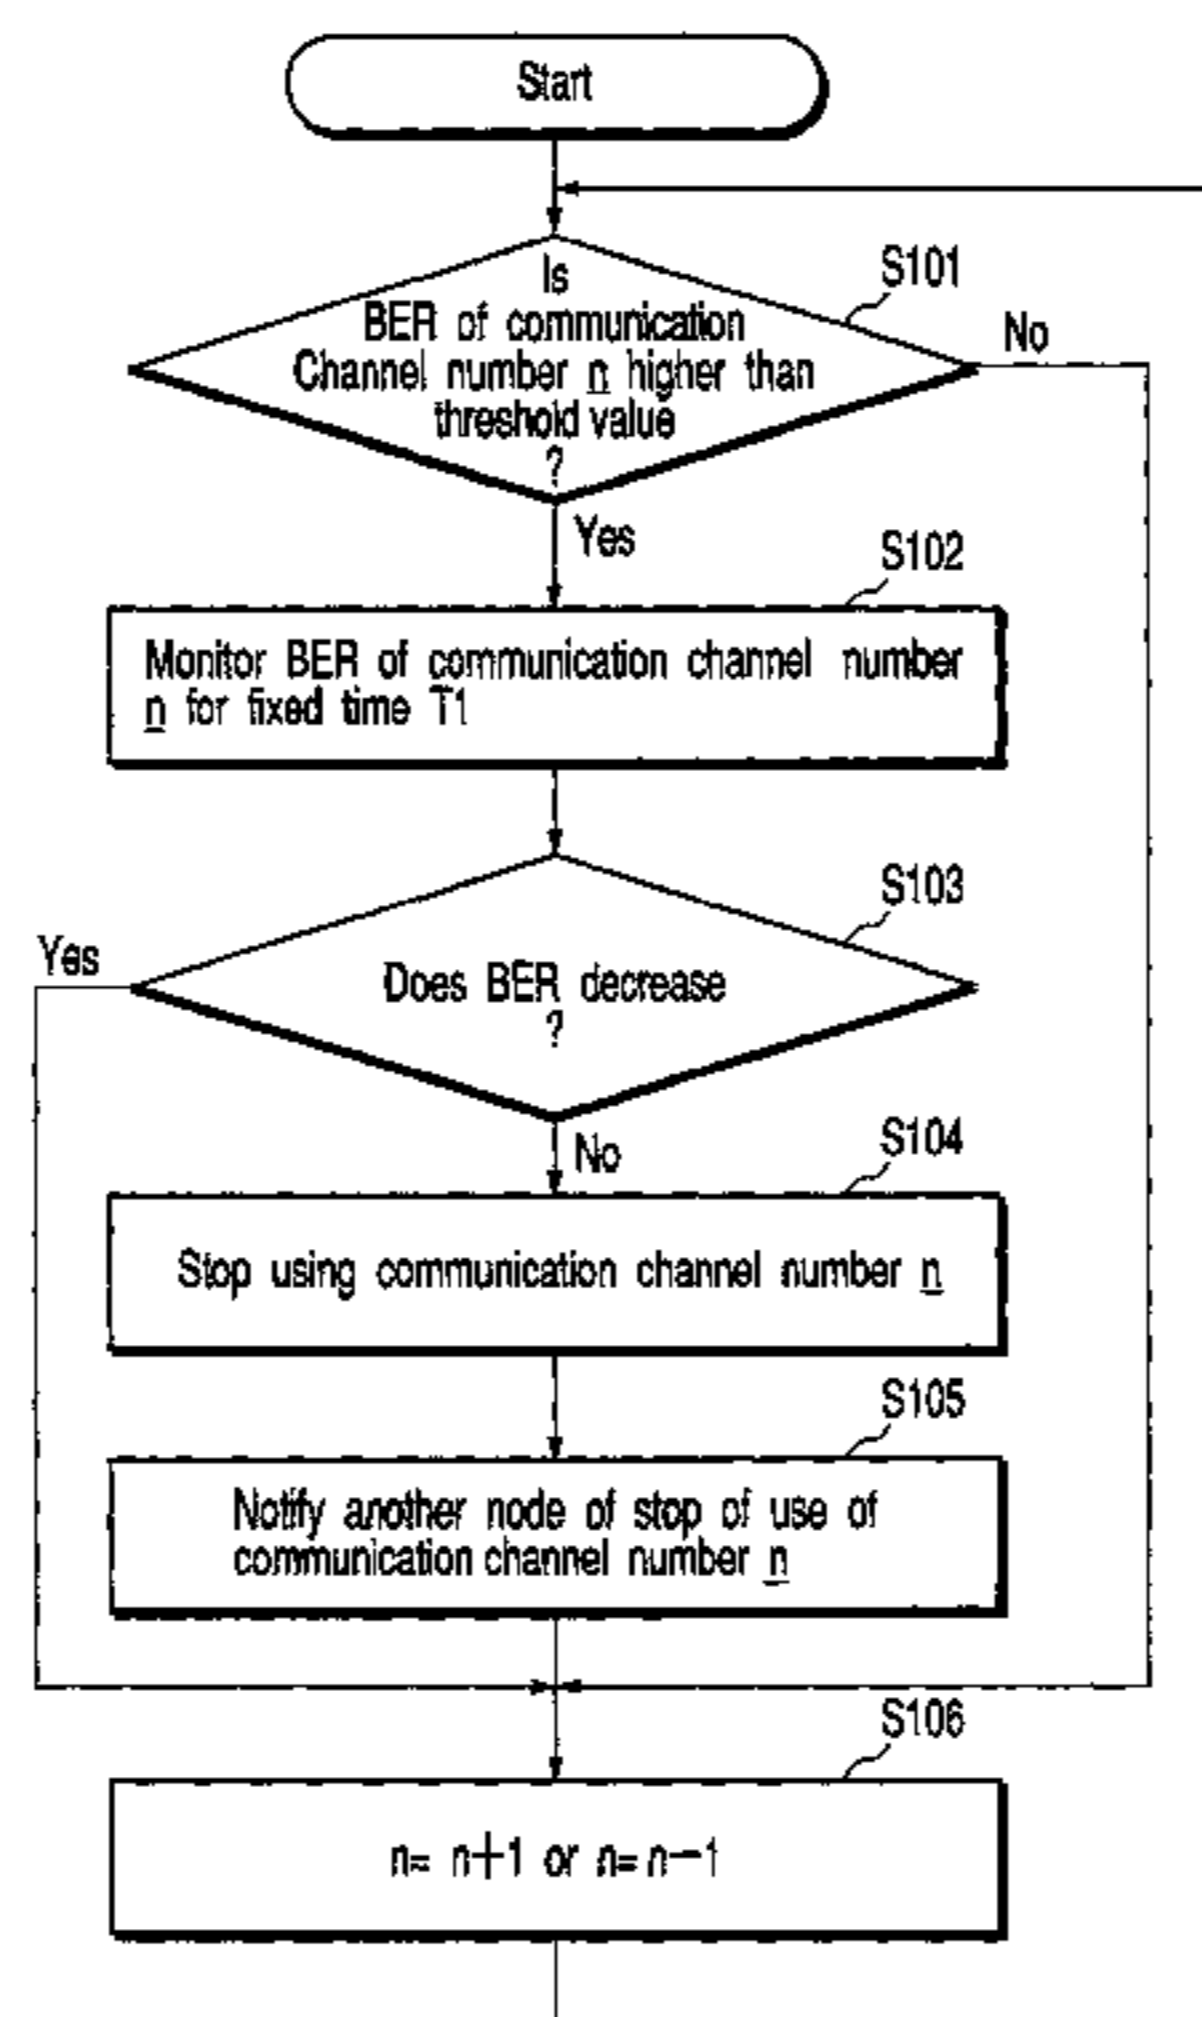 Start
S101
Is
BER of communication
Channel number n higher than
threshold value
?
No
Yes
S102
Monitor BER of communication channel number
n for fixed time T1
S103
Yes
Does BER decrease
?
No
S104
Stop using communication channel number n
S105
Notify another node of stop of use of
communication channel number n
S106
n= n+1 or n=n−1